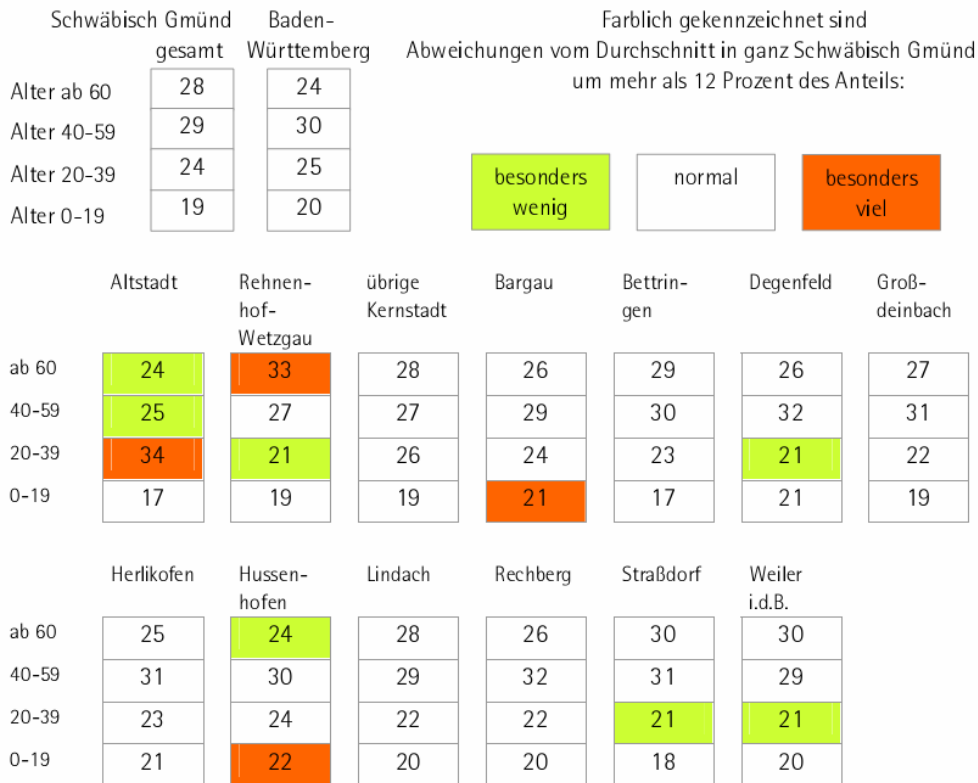 Schwäbisch Gmünd gesamt Baden-Württemberg
Alter ab 60 28 24
Alter 40-59 29 30
Alter 20-39 24 25
Alter 0-19 19 20
Farblich gekennzeichnet sind
Abweichungen vom Durchschnitt in ganz Schwäbisch Gmünd
um mehr als 12 Prozent des Anteils:
besonders wenig normal besonders viel
Altstadt Rehnen-hof-Wetzgau übrige Kernstadt Bargau Bettrin-gen Degenfeld Groß-deinbach
ab 60 24 33 28 26 29 26 27
40-59 25 27 27 29 30 32 31
20-39 34 21 26 24 23 21 22
0-19 17 19 19 21 17 21 19
Herlikofen Hussen-hofen Lindach Rechberg Straßdorf Weiler i.d.B.
ab 60 25 24 28 26 30 30
40-59 31 30 29 32 31 29
20-39 23 24 22 22 21 21
0-19 21 22 20 20 18 20